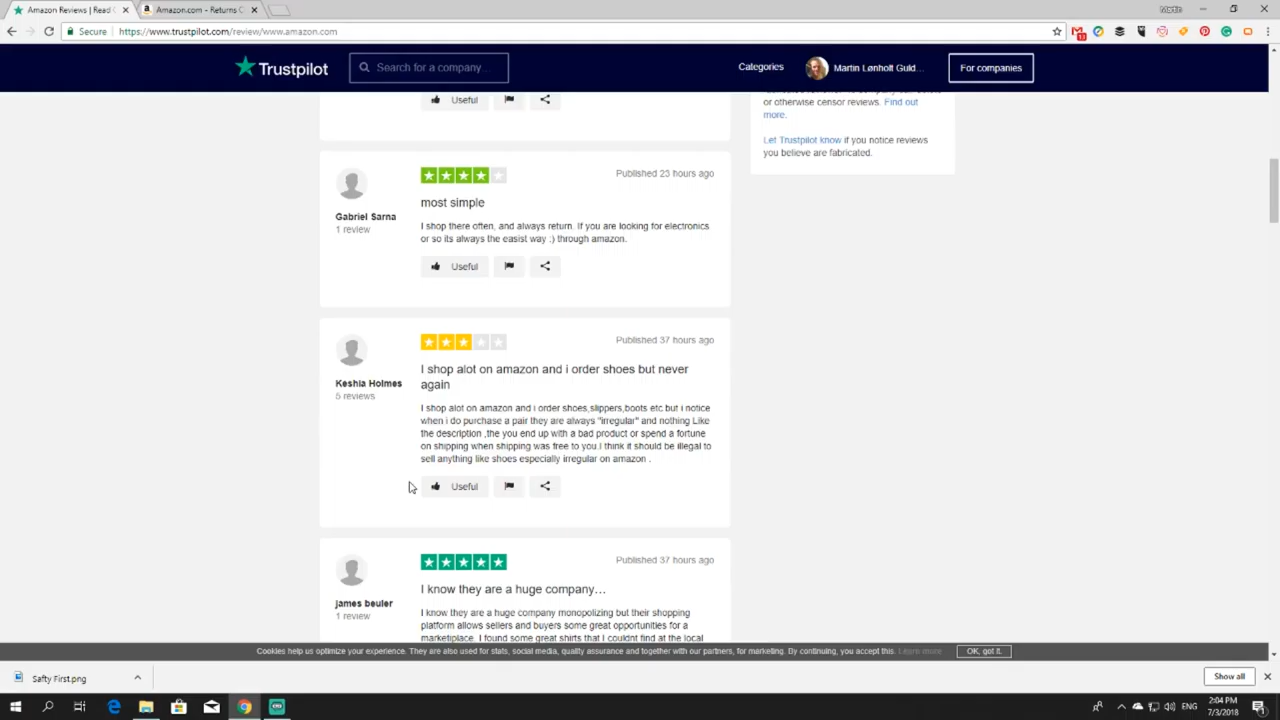 Amazon Reviews | Read C
Amazon.com - Returns C
Martin
Secure
https://www.trustpilot.com/review/www.amazon.com
13
Trustpilot
Search for a company...
Categories
Martin Lønholt Guld...
For companies
Useful
or otherwise censor reviews. Find out
more.
Let Trustpilot know if you notice reviews
you believe are fabricated.
Published 23 hours ago
most simple
Gabriel Sarna
1 review
I shop there often, and always return. If you are looking for electronics
or so its always the easist way :) through amazon.
Useful
Published 37 hours ago
I shop alot on amazon and i order shoes but never
again
Keshia Holmes
5 reviews
I shop alot on amazon and i order shoes,slippers,boots etc but i notice
when i do purchase a pair they are always "irregular" and nothing Like
the description ,the you end up with a bad product or spend a fortune
on shipping when shipping was free to you.I think it should be illegal to
sell anything like shoes especially irregular on amazon .
Useful
Published 37 hours ago
I know they are a huge company…
james beuler
1 review
I know they are a huge company monopolizing but their shopping
platform allows sellers and buyers some great opportunities for a
marketplace. I found some great shirts that I couldnt find at the local
Cookies help us optimize your experience. They are also used for stats, social media, quality assurance and together with our partners, for marketing. By continuing, you accept this. Learn more
OK, got it.
Safty First.png
Show all
ENG
2:04 PM
7/3/2018